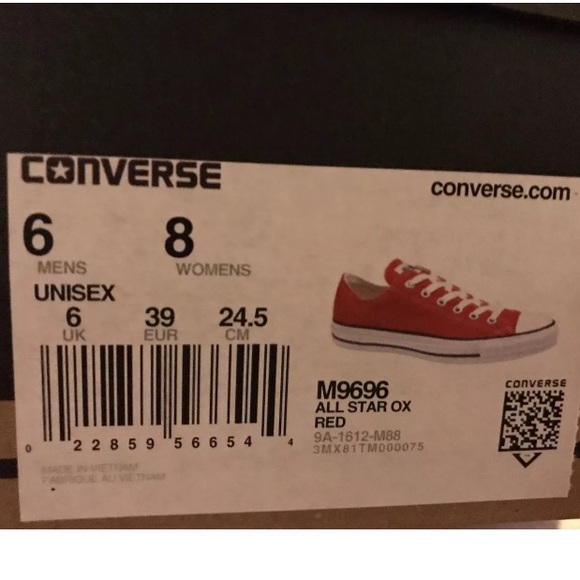 CONVERSE
converse.com
6 8
MENS WOMENS
UNISEX
6 39 24.5
UK EUR CM
M9696
ALL STAR OX
RED
9A-1612-M88
3MX81TM000075
CONVERSE
0 22859 56654 4
MADE IN VIETNAM
FABRIQUE AU VIETNAM